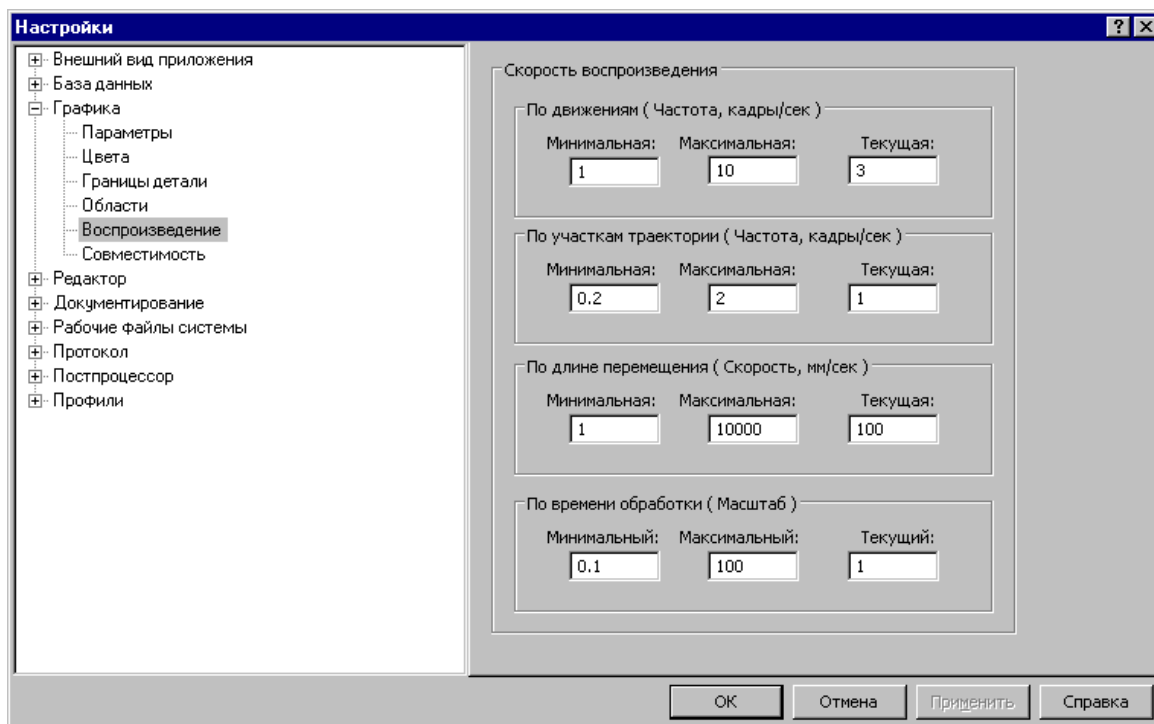 Настройки
Внешний вид приложения
База данных
Графика
Параметры
Цвета
Границы детали
Области
Воспроизведение
Совместимость
Редактор
Документирование
Рабочие файлы системы
Протокол
Постпроцессор
Профили
Скорость воспроизведения
По движениям ( Частота, кадры/сек )
Минимальная: Максимальная: Текущая:
1 10 3
По участкам траектории ( Частота, кадры/сек )
Минимальная: Максимальная: Текущая:
0.2 2 1
По длине перемещения ( Скорость, мм/сек )
Минимальная: Максимальная: Текущая:
1 10000 100
По времени обработки ( Масштаб )
Минимальный: Максимальный: Текущий:
0.1 100 1
ОК Отмена Применить Справка